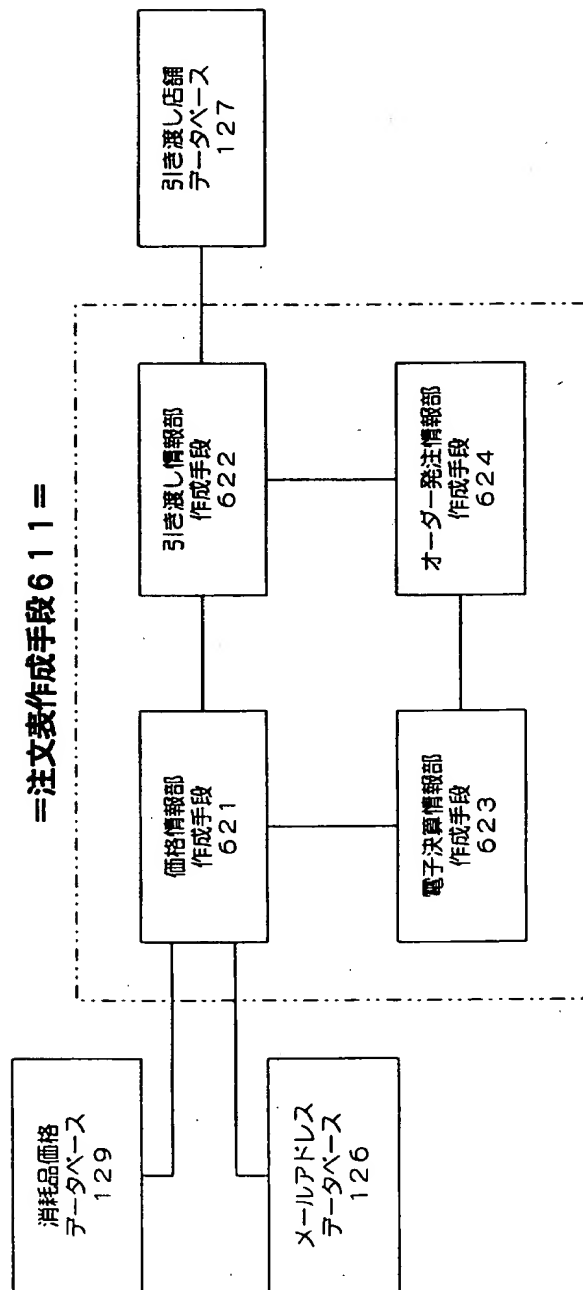 =注文表作成手段611=
消耗品価格
データベース
129
メールアドレス
データベース
126
価格情報部
作成手段
621
引き渡し情報部
作成手段
622
引き渡し店舗
データベース
127
電子決算情報部
作成手段
623
オーダー発注情報部
作成手段
624